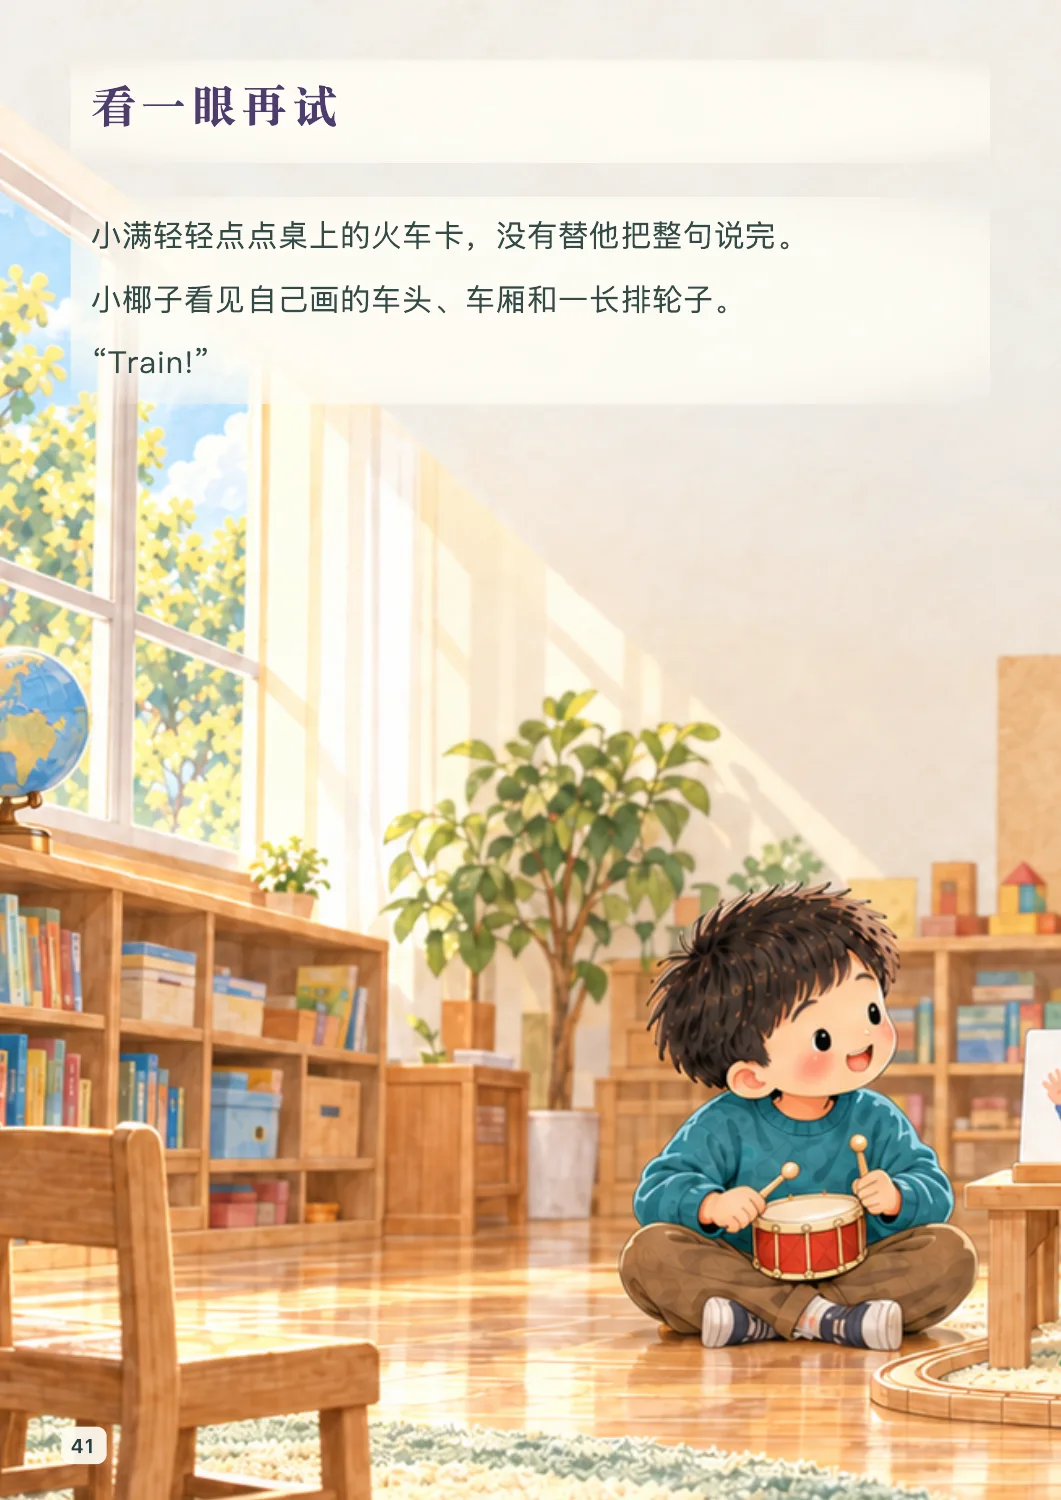 看一眼再试
小满轻轻点点桌上的火车卡，没有替他把整句说完。
小椰子看见自己画的车头、车厢和一长排轮子。
“Train!”
41